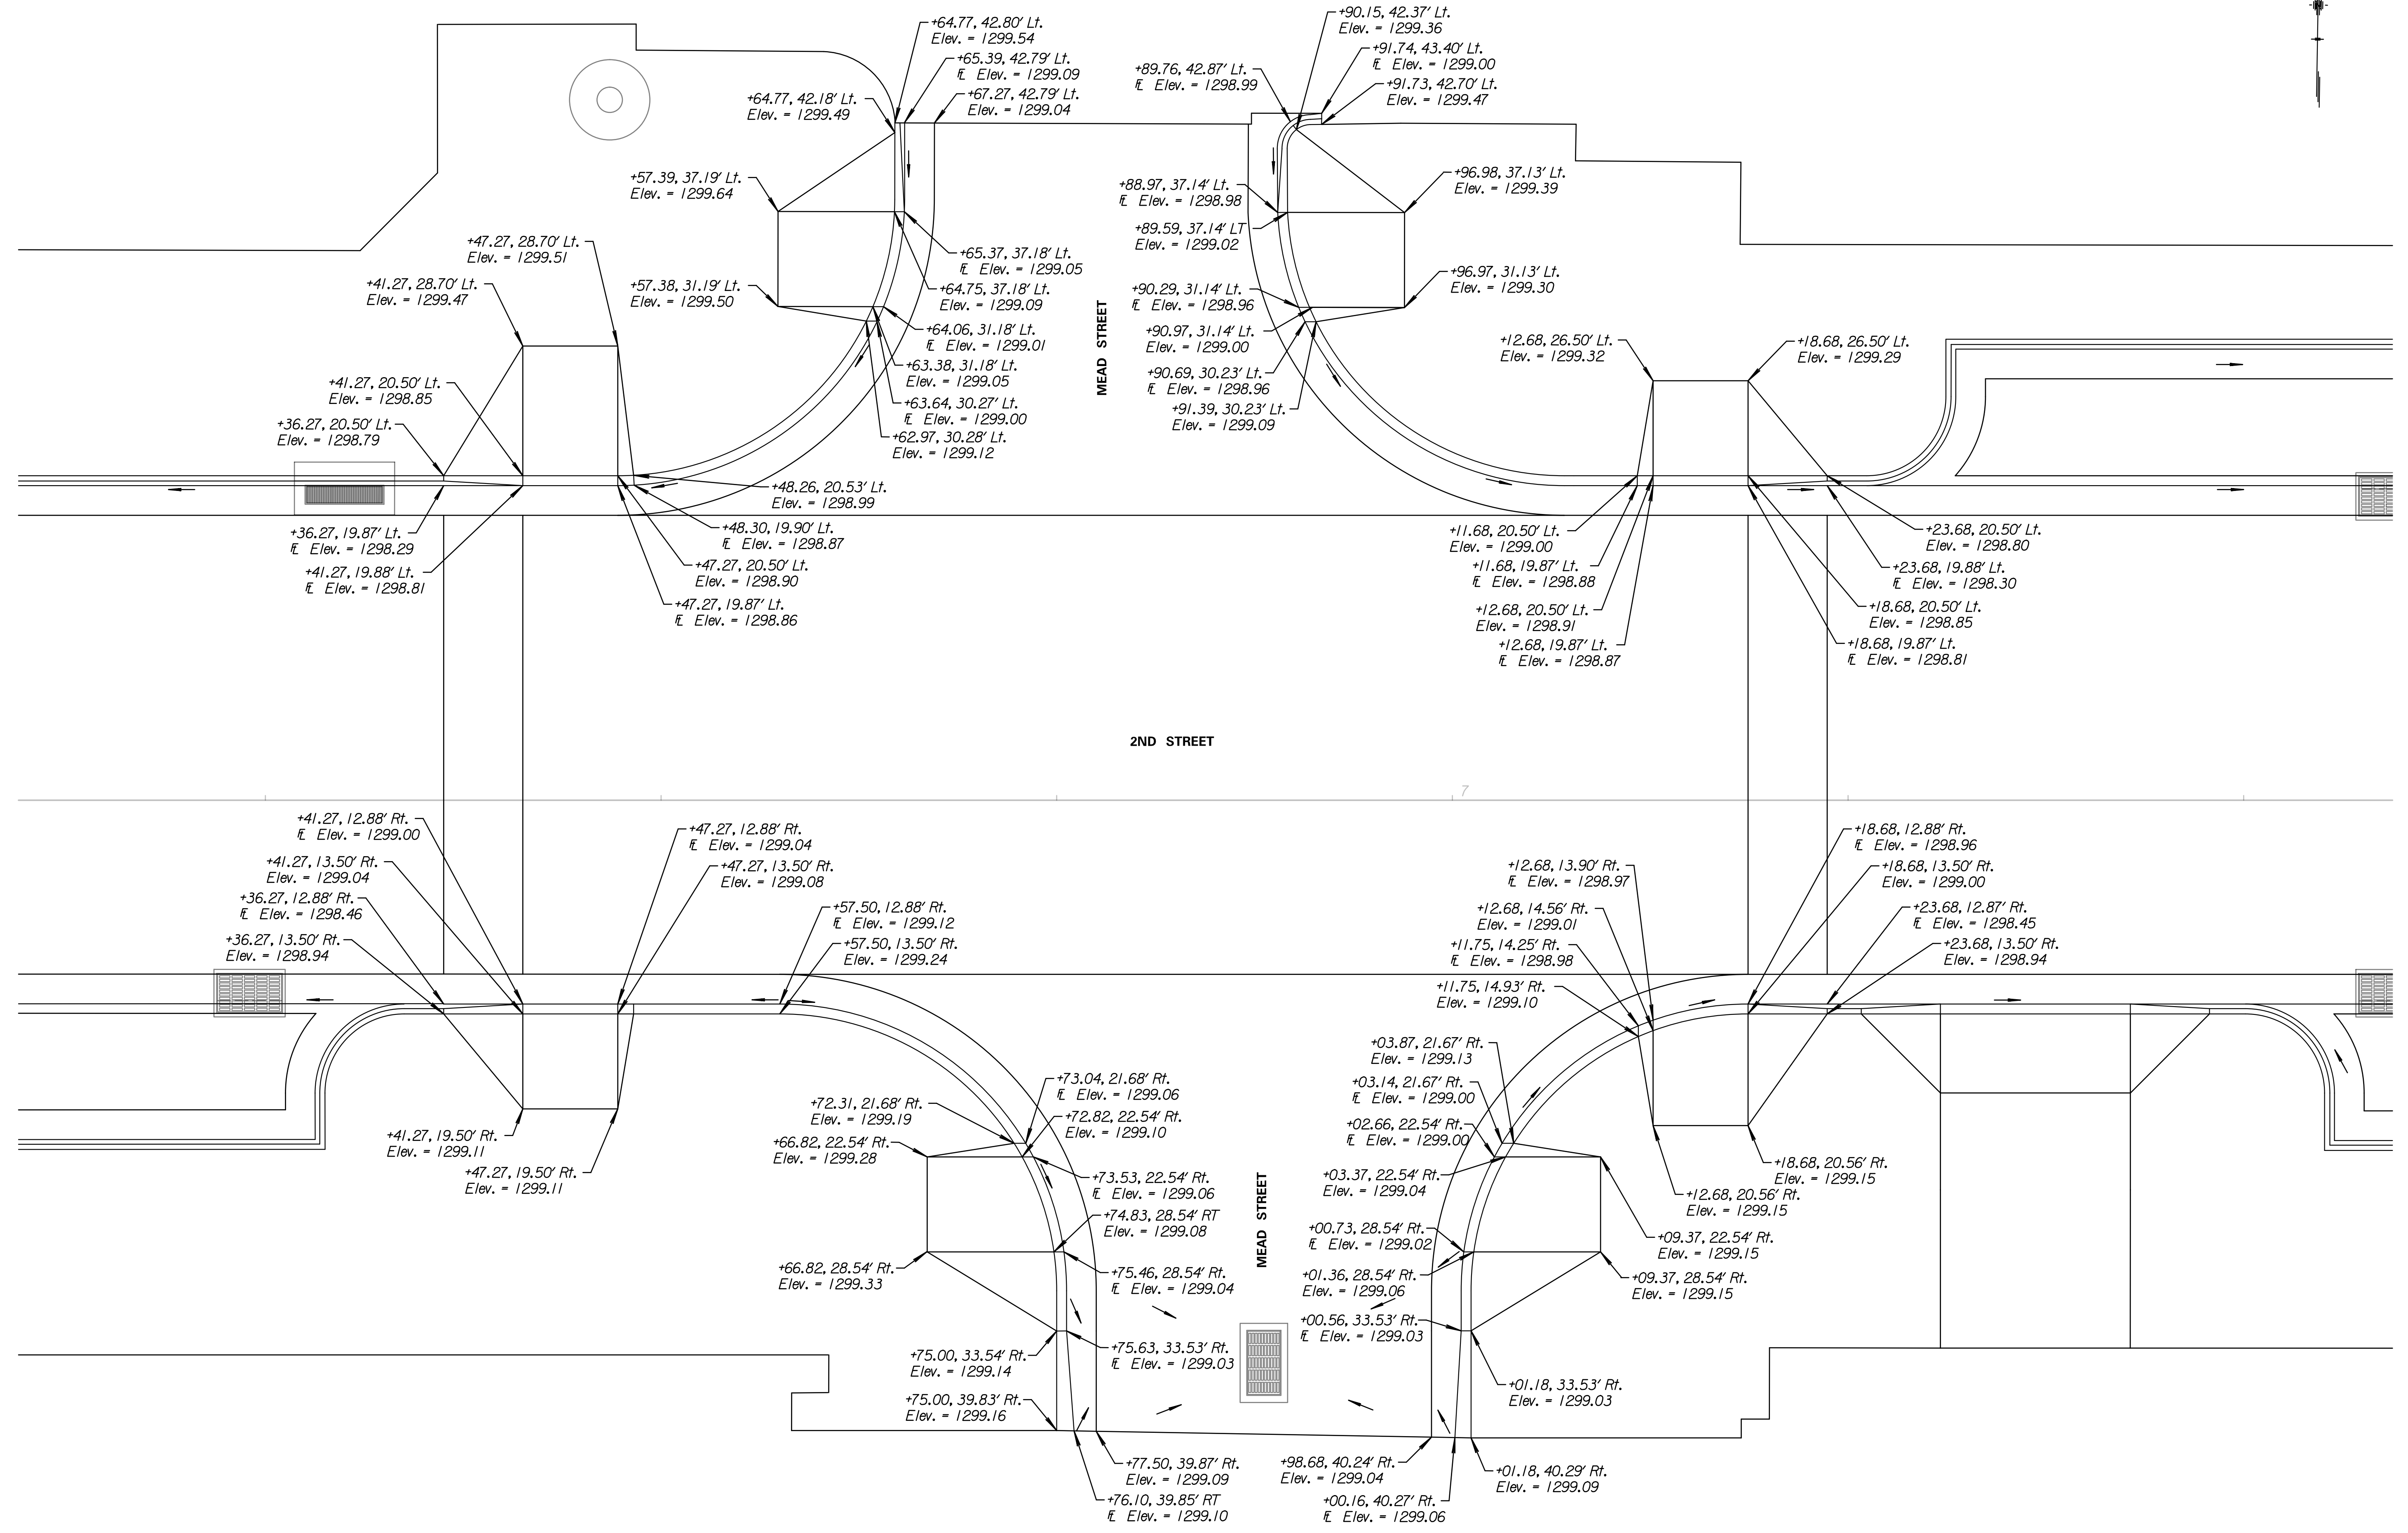 N
+64.77, 42.80' Lt.
Elev. = 1299.54
+65.39, 42.79' Lt.
FL Elev. = 1299.09
+67.27, 42.79' Lt.
Elev. = 1299.04
+64.77, 42.18' Lt.
Elev. = 1299.49
+90.15, 42.37' Lt.
Elev. = 1299.36
+91.74, 43.40' Lt.
FL Elev. = 1299.00
+89.76, 42.87' Lt.
FL Elev. = 1298.99
+91.73, 42.70' Lt.
Elev. = 1299.47
+57.39, 37.19' Lt.
Elev. = 1299.64
+88.97, 37.14' Lt.
FL Elev. = 1298.98
+96.98, 37.13' Lt.
Elev. = 1299.39
+89.59, 37.14' LT
Elev. = 1299.02
+47.27, 28.70' Lt.
Elev. = 1299.51
+65.37, 37.18' Lt.
FL Elev. = 1299.05
+41.27, 28.70' Lt.
Elev. = 1299.47
+57.38, 31.19' Lt.
Elev. = 1299.50
+64.75, 37.18' Lt.
Elev. = 1299.09
+90.29, 31.14' Lt.
FL Elev. = 1298.96
+96.97, 31.13' Lt.
Elev. = 1299.30
+64.06, 31.18' Lt.
FL Elev. = 1299.01
MEAD STREET
+90.97, 31.14' Lt.
Elev. = 1299.00
+12.68, 26.50' Lt.
Elev. = 1299.32
+18.68, 26.50' Lt.
Elev. = 1299.29
+63.38, 31.18' Lt.
Elev. = 1299.05
+90.69, 30.23' Lt.
FL Elev. = 1298.96
+41.27, 20.50' Lt.
Elev. = 1298.85
+63.64, 30.27' Lt.
FL Elev. = 1299.00
+91.39, 30.23' Lt.
Elev. = 1299.09
+36.27, 20.50' Lt.
Elev. = 1298.79
+62.97, 30.28' Lt.
Elev. = 1299.12
+48.26, 20.53' Lt.
Elev. = 1298.99
+36.27, 19.87' Lt.
FL Elev. = 1298.29
+48.30, 19.90' Lt.
FL Elev. = 1298.87
+11.68, 20.50' Lt.
Elev. = 1299.00
+23.68, 20.50' Lt.
Elev. = 1298.80
+41.27, 19.88' Lt.
FL Elev. = 1298.81
+47.27, 20.50' Lt.
Elev. = 1298.90
+11.68, 19.87' Lt.
FL Elev. = 1298.88
+23.68, 19.88' Lt.
FL Elev. = 1298.30
+47.27, 19.87' Lt.
FL Elev. = 1298.86
+12.68, 20.50' Lt.
Elev. = 1298.91
+18.68, 20.50' Lt.
Elev. = 1298.85
+12.68, 19.87' Lt.
FL Elev. = 1298.87
+18.68, 19.87' Lt.
FL Elev. = 1298.81
2ND STREET
7
+41.27, 12.88' Rt.
FL Elev. = 1299.00
+47.27, 12.88' Rt.
FL Elev. = 1299.04
+18.68, 12.88' Rt.
FL Elev. = 1298.96
+41.27, 13.50' Rt.
Elev. = 1299.04
+47.27, 13.50' Rt.
Elev. = 1299.08
+12.68, 13.90' Rt.
FL Elev. = 1298.97
+18.68, 13.50' Rt.
Elev. = 1299.00
+36.27, 12.88' Rt.
FL Elev. = 1298.46
+57.50, 12.88' Rt.
FL Elev. = 1299.12
+12.68, 14.56' Rt.
Elev. = 1299.01
+23.68, 12.87' Rt.
FL Elev. = 1298.45
+36.27, 13.50' Rt.
Elev. = 1298.94
+57.50, 13.50' Rt.
Elev. = 1299.24
+11.75, 14.25' Rt.
FL Elev. = 1298.98
+23.68, 13.50' Rt.
Elev. = 1298.94
+11.75, 14.93' Rt.
Elev. = 1299.10
+03.87, 21.67' Rt.
Elev. = 1299.13
+73.04, 21.68' Rt.
FL Elev. = 1299.06
+03.14, 21.67' Rt.
FL Elev. = 1299.00
+72.31, 21.68' Rt.
Elev. = 1299.19
+72.82, 22.54' Rt.
Elev. = 1299.10
+02.66, 22.54' Rt.
FL Elev. = 1299.00
+41.27, 19.50' Rt.
Elev. = 1299.11
+66.82, 22.54' Rt.
Elev. = 1299.28
+47.27, 19.50' Rt.
Elev. = 1299.11
+73.53, 22.54' Rt.
FL Elev. = 1299.06
+03.37, 22.54' Rt.
Elev. = 1299.04
+18.68, 20.56' Rt.
Elev. = 1299.15
+12.68, 20.56' Rt.
Elev. = 1299.15
+74.83, 28.54' RT
Elev. = 1299.08
MEAD STREET
+00.73, 28.54' Rt.
FL Elev. = 1299.02
+09.37, 22.54' Rt.
Elev. = 1299.15
+66.82, 28.54' Rt.
Elev. = 1299.33
+75.46, 28.54' Rt.
FL Elev. = 1299.04
+01.36, 28.54' Rt.
Elev. = 1299.06
+09.37, 28.54' Rt.
Elev. = 1299.15
+00.56, 33.53' Rt.
FL Elev. = 1299.03
+75.00, 33.54' Rt.
Elev. = 1299.14
+75.63, 33.53' Rt.
FL Elev. = 1299.03
+01.18, 33.53' Rt.
Elev. = 1299.03
+75.00, 39.83' Rt.
Elev. = 1299.16
+77.50, 39.87' Rt.
Elev. = 1299.09
+98.68, 40.24' Rt.
Elev. = 1299.04
+01.18, 40.29' Rt.
Elev. = 1299.09
+76.10, 39.85' RT
FL Elev. = 1299.10
+00.16, 40.27' Rt.
FL Elev. = 1299.06